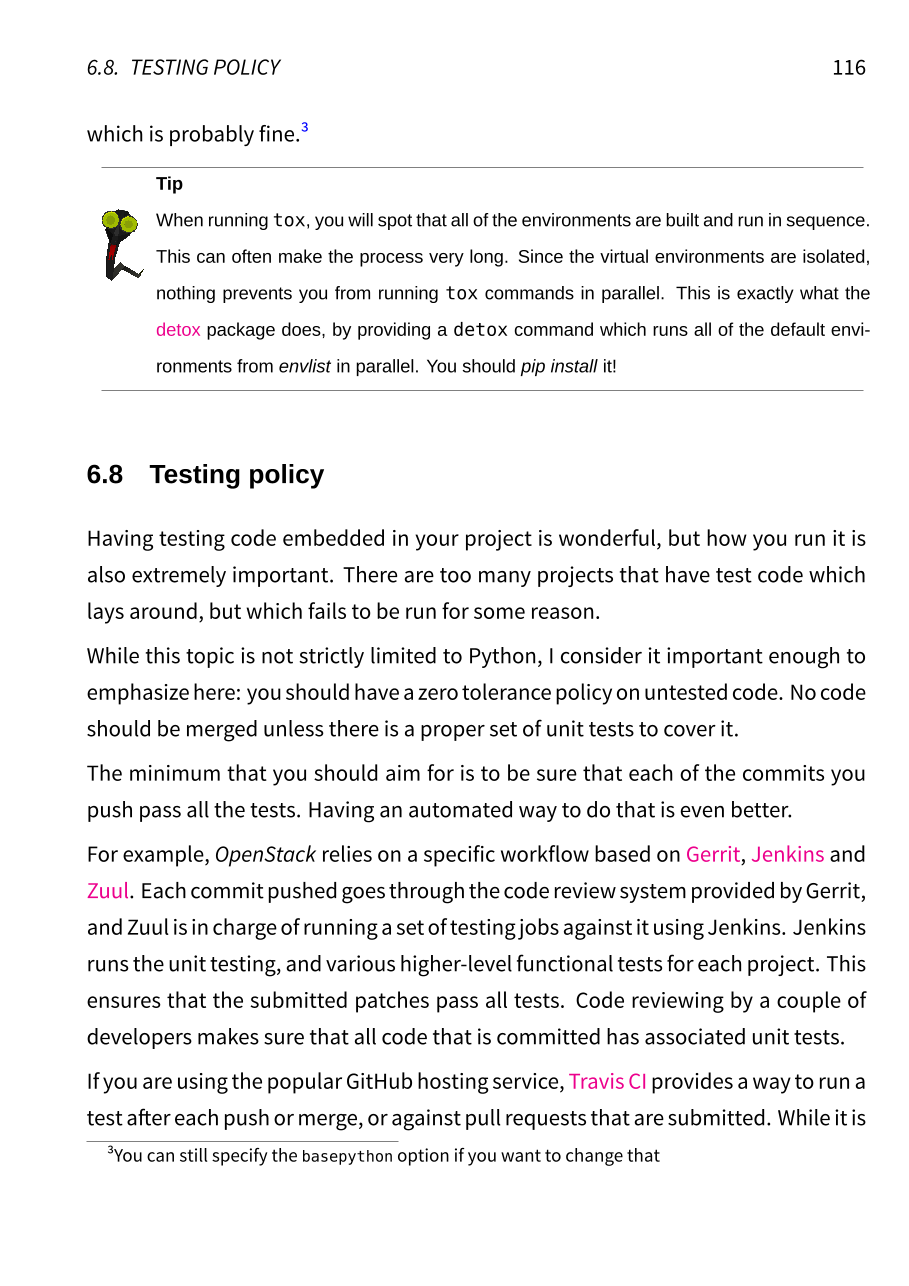 6.8. TESTING POLICY 116
which is probably fine.3
Tip
When running tox, you will spot that all of the environments are built and run in sequence.
This can often make the process very long. Since the virtual environments are isolated,
nothing prevents you from running tox commands in parallel. This is exactly what the
detox package does, by providing a detox command which runs all of the default envi-
ronments from envlist in parallel. You should pip install it!
6.8 Testing policy
Having testing code embedded in your project is wonderful, but how you run it is
also extremely important. There are too many projects that have test code which
lays around, but which fails to be run for some reason.
While this topic is not strictly limited to Python, I consider it important enough to
emphasize here: you should have a zero tolerance policy on untested code. No code
should be merged unless there is a proper set of unit tests to cover it.
The minimum that you should aim for is to be sure that each of the commits you
push pass all the tests. Having an automated way to do that is even better.
For example, OpenStack relies on a specific workflow based on Gerrit, Jenkins and
Zuul. Each commit pushed goes through the code review system provided by Gerrit,
and Zuul is in charge of running a set of testing jobs against it using Jenkins. Jenkins
runs the unit testing, and various higher-level functional tests for each project. This
ensures that the submitted patches pass all tests. Code reviewing by a couple of
developers makes sure that all code that is committed has associated unit tests.
If you are using the popular GitHub hosting service, Travis CI provides a way to run a
test after each push or merge, or against pull requests that are submitted. While it is
3You can still specify the basepython option if you want to change that